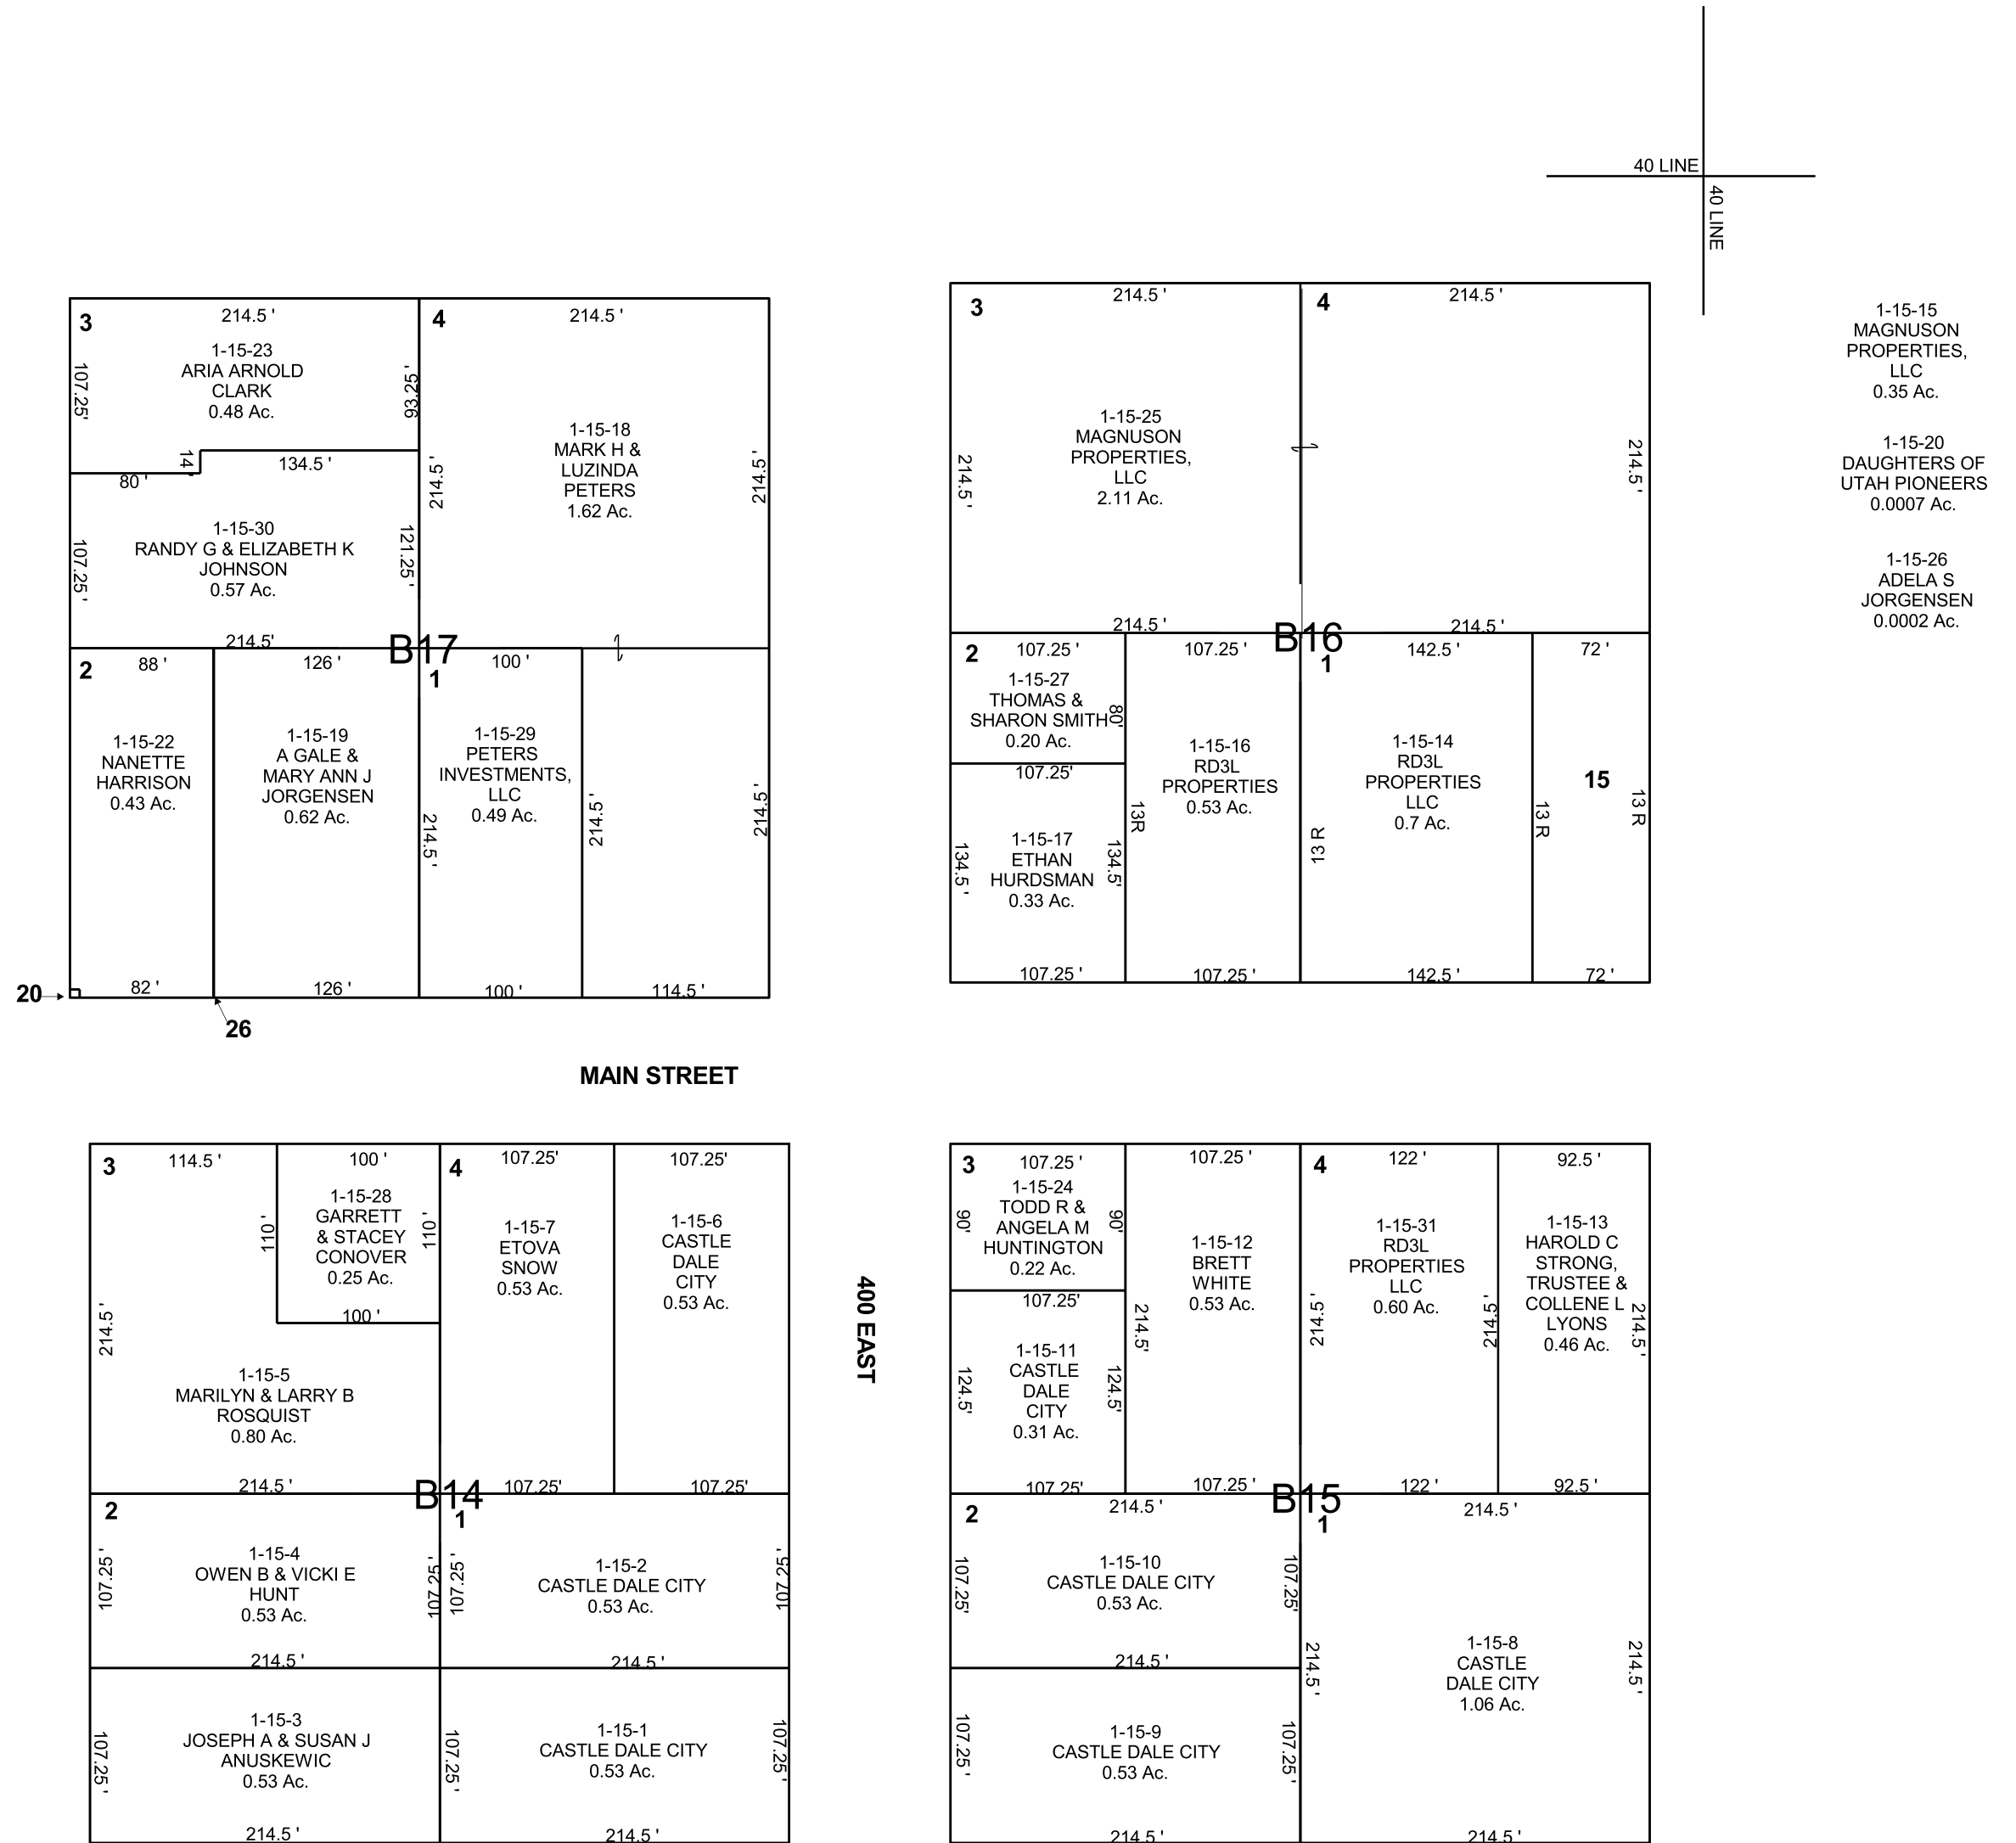 40 LINE
40 LINE
1-15-15
MAGNUSON
PROPERTIES,
LLC
0.35 Ac.
1-15-20
DAUGHTERS OF
UTAH PIONEERS
0.0007 Ac.
1-15-26
ADELA S
JORGENSEN
0.0002 Ac.
3
214.5 '
1-15-23
ARIA ARNOLD
CLARK
0.48 Ac.
107.25'
93.25 '
14 '
134.5 '
80 '
1-15-30
RANDY G & ELIZABETH K
JOHNSON
0.57 Ac.
107.25 '
121.25 '
214.5'
4
214.5 '
1-15-18
MARK H &
LUZINDA
PETERS
1.62 Ac.
214.5 '
214.5 '
B17
2
88 '
1-15-22
NANETTE
HARRISON
0.43 Ac.
82 '
20
26
126 '
1-15-19
A GALE &
MARY ANN J
JORGENSEN
0.62 Ac.
126 '
1
100 '
1-15-29
PETERS
INVESTMENTS,
LLC
0.49 Ac.
214.5 '
214.5 '
100 '
214.5 '
114.5 '
3
214.5 '
1-15-25
MAGNUSON
PROPERTIES,
LLC
2.11 Ac.
214.5 '
214.5 '
4
214.5 '
214.5 '
214.5 '
B16
2
107.25 '
1-15-27
THOMAS &
SHARON SMITH
0.20 Ac.
80'
107.25'
1-15-17
ETHAN
HURDSMAN
0.33 Ac.
134.5 '
134.5'
107.25 '
107.25 '
1-15-16
RD3L
PROPERTIES
0.53 Ac.
13R
107.25 '
1
142.5 '
1-15-14
RD3L
PROPERTIES
LLC
0.7 Ac.
13 R
13 R
142.5 '
72 '
15
13 R
72 '
MAIN STREET
400 EAST
3
114.5 '
100 '
1-15-28
GARRETT
& STACEY
CONOVER
0.25 Ac.
110 '
110 '
100 '
214.5 '
1-15-5
MARILYN & LARRY B
ROSQUIST
0.80 Ac.
214.5 '
4
107.25'
1-15-7
ETOVA
SNOW
0.53 Ac.
107.25'
107.25'
1-15-6
CASTLE
DALE
CITY
0.53 Ac.
107.25'
B14
2
1-15-4
OWEN B & VICKI E
HUNT
0.53 Ac.
107.25 '
107.25 '
214.5 '
1
1-15-2
CASTLE DALE CITY
0.53 Ac.
107.25 '
107.25 '
214.5 '
1-15-3
JOSEPH A & SUSAN J
ANUSKEWIC
0.53 Ac.
107.25 '
214.5 '
1-15-1
CASTLE DALE CITY
0.53 Ac.
107.25 '
107.25 '
214.5 '
3
107.25 '
1-15-24
TODD R &
ANGELA M
HUNTINGTON
0.22 Ac.
90'
90'
107.25'
1-15-11
CASTLE
DALE
CITY
0.31 Ac.
124.5'
124.5'
107.25'
107.25 '
1-15-12
BRETT
WHITE
0.53 Ac.
214.5'
107.25 '
4
122 '
1-15-31
RD3L
PROPERTIES
LLC
0.60 Ac.
214.5 '
214.5 '
122 '
92.5 '
1-15-13
HAROLD C
STRONG,
TRUSTEE &
COLLENE L
LYONS
0.46 Ac.
214.5 '
92.5 '
B15
2
214.5 '
1-15-10
CASTLE DALE CITY
0.53 Ac.
107.25'
107.25'
214.5 '
1-15-9
CASTLE DALE CITY
0.53 Ac.
107.25 '
107.25'
214.5 '
1
214.5 '
1-15-8
CASTLE
DALE CITY
1.06 Ac.
214.5 '
214.5 '
214.5 '